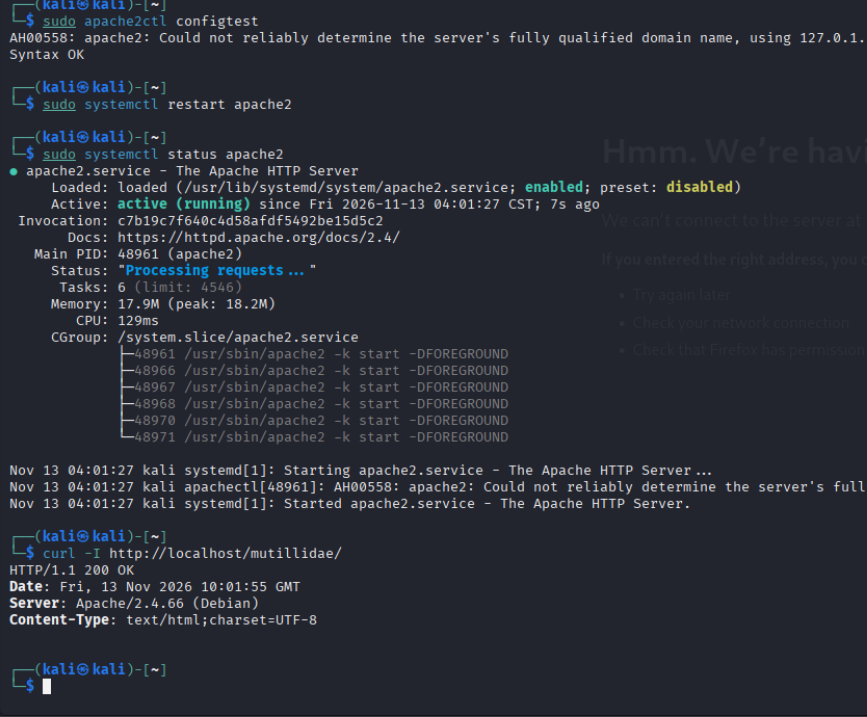 ┌──(kali㉿kali)-[~]
└─$ sudo apache2ctl configtest
AH00558: apache2: Could not reliably determine the server's fully qualified domain name, using 127.0.1.
Syntax OK
┌──(kali㉿kali)-[~]
└─$ sudo systemctl restart apache2
┌──(kali㉿kali)-[~]
└─$ sudo systemctl status apache2
● apache2.service - The Apache HTTP Server
Loaded: loaded (/usr/lib/systemd/system/apache2.service; enabled; preset: disabled)
Active: active (running) since Fri 2026-11-13 04:01:27 CST; 7s ago
Invocation: c7b19c7f640c4d58afdf5492be15d5c2
Docs: https://httpd.apache.org/docs/2.4/
Main PID: 48961 (apache2)
Status: "Processing requests..."
Tasks: 6 (limit: 4546)
Memory: 17.9M (peak: 18.2M)
CPU: 129ms
CGroup: /system.slice/apache2.service
├─48961 /usr/sbin/apache2 -k start -DFOREGROUND
├─48966 /usr/sbin/apache2 -k start -DFOREGROUND
├─48967 /usr/sbin/apache2 -k start -DFOREGROUND
├─48968 /usr/sbin/apache2 -k start -DFOREGROUND
├─48970 /usr/sbin/apache2 -k start -DFOREGROUND
└─48971 /usr/sbin/apache2 -k start -DFOREGROUND
Nov 13 04:01:27 kali systemd[1]: Starting apache2.service - The Apache HTTP Server...
Nov 13 04:01:27 kali apachectl[48961]: AH00558: apache2: Could not reliably determine the server's full
Nov 13 04:01:27 kali systemd[1]: Started apache2.service - The Apache HTTP Server.
┌──(kali㉿kali)-[~]
└─$ curl -I http://localhost/mutillidae/
HTTP/1.1 200 OK
Date: Fri, 13 Nov 2026 10:01:55 GMT
Server: Apache/2.4.66 (Debian)
Content-Type: text/html;charset=UTF-8
┌──(kali㉿kali)-[~]
└─$
Hmm. We're havi
We can't connect to the server at
If you entered the right address, you c
• Try again later
• Check your network connection
• Check that Firefox has permission